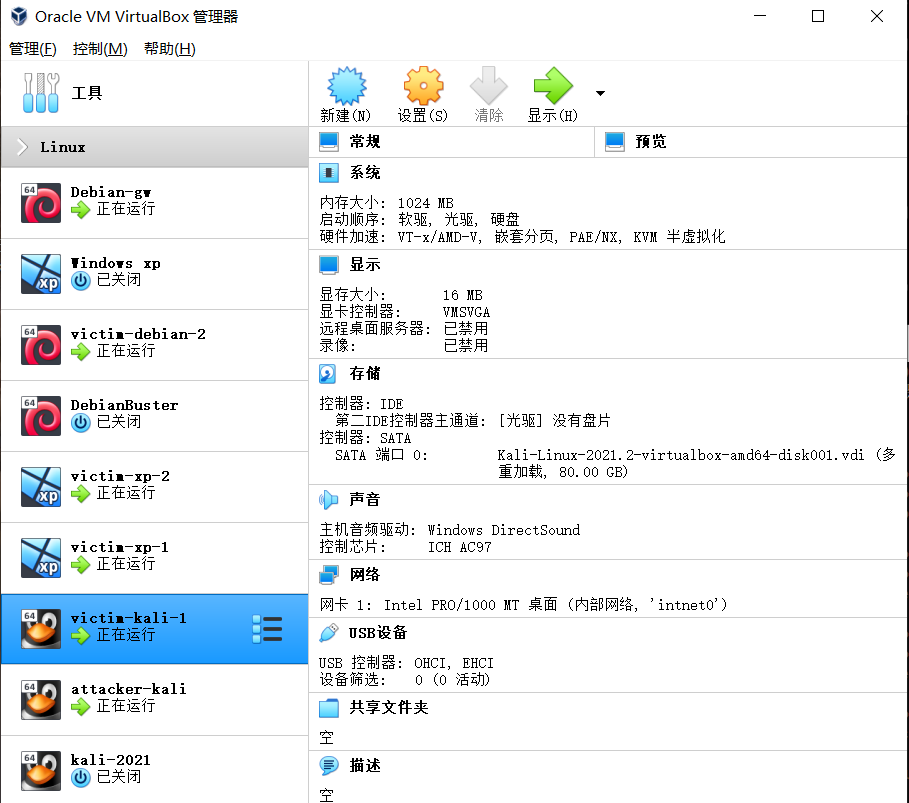 Oracle VM VirtualBox 管理器
管理(F) 控制(M) 帮助(H)
工具
新建(N) 设置(S) 清除 显示(H)
Linux
64
Debian-gw
正在运行
xp
Windows xp
已关闭
64
victim-debian-2
正在运行
64
DebianBuster
已关闭
xp
victim-xp-2
正在运行
xp
victim-xp-1
正在运行
64
victim-kali-1
正在运行
64
attacker-kali
正在运行
64
kali-2021
已关闭
常规
预览
系统
内存大小: 1024 MB
启动顺序: 软驱, 光驱, 硬盘
硬件加速: VT-x/AMD-V, 嵌套分页, PAE/NX, KVM 半虚拟化
显示
显存大小: 16 MB
显卡控制器: VMSVGA
远程桌面服务器: 已禁用
录像: 已禁用
存储
控制器: IDE
第二IDE控制器主通道: [光驱] 没有盘片
控制器: SATA
SATA 端口 0: Kali-Linux-2021.2-virtualbox-amd64-disk001.vdi (多
重加载, 80.00 GB)
声音
主机音频驱动: Windows DirectSound
控制芯片: ICH AC97
网络
网卡 1: Intel PRO/1000 MT 桌面 (内部网络, 'intnet0')
USB设备
USB 控制器: OHCI, EHCI
设备筛选: 0 (0 活动)
共享文件夹
空
描述
空